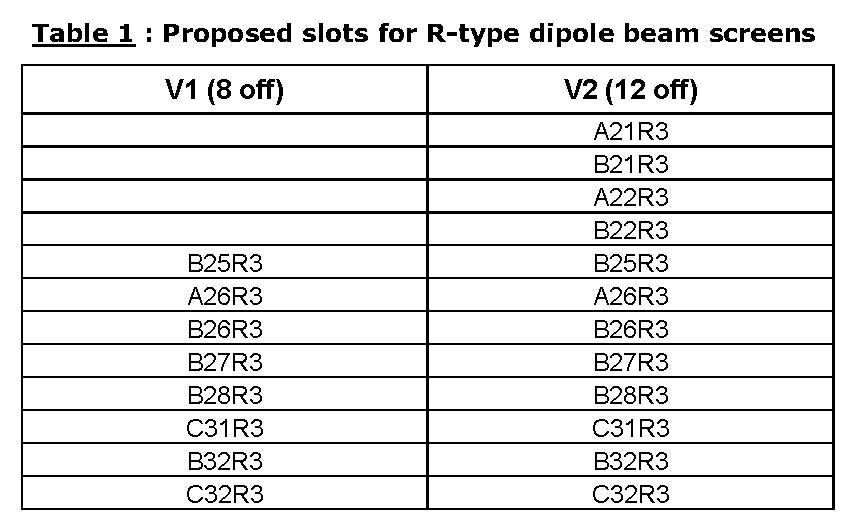 Table 1 : Proposed slots for R-type dipole beam screens
V1 (8 off) V2 (12 off)
A21R3
B21R3
A22R3
B22R3
B25R3 B25R3
A26R3 A26R3
B26R3 B26R3
B27R3 B27R3
B28R3 B28R3
C31R3 C31R3
B32R3 B32R3
C32R3 C32R3